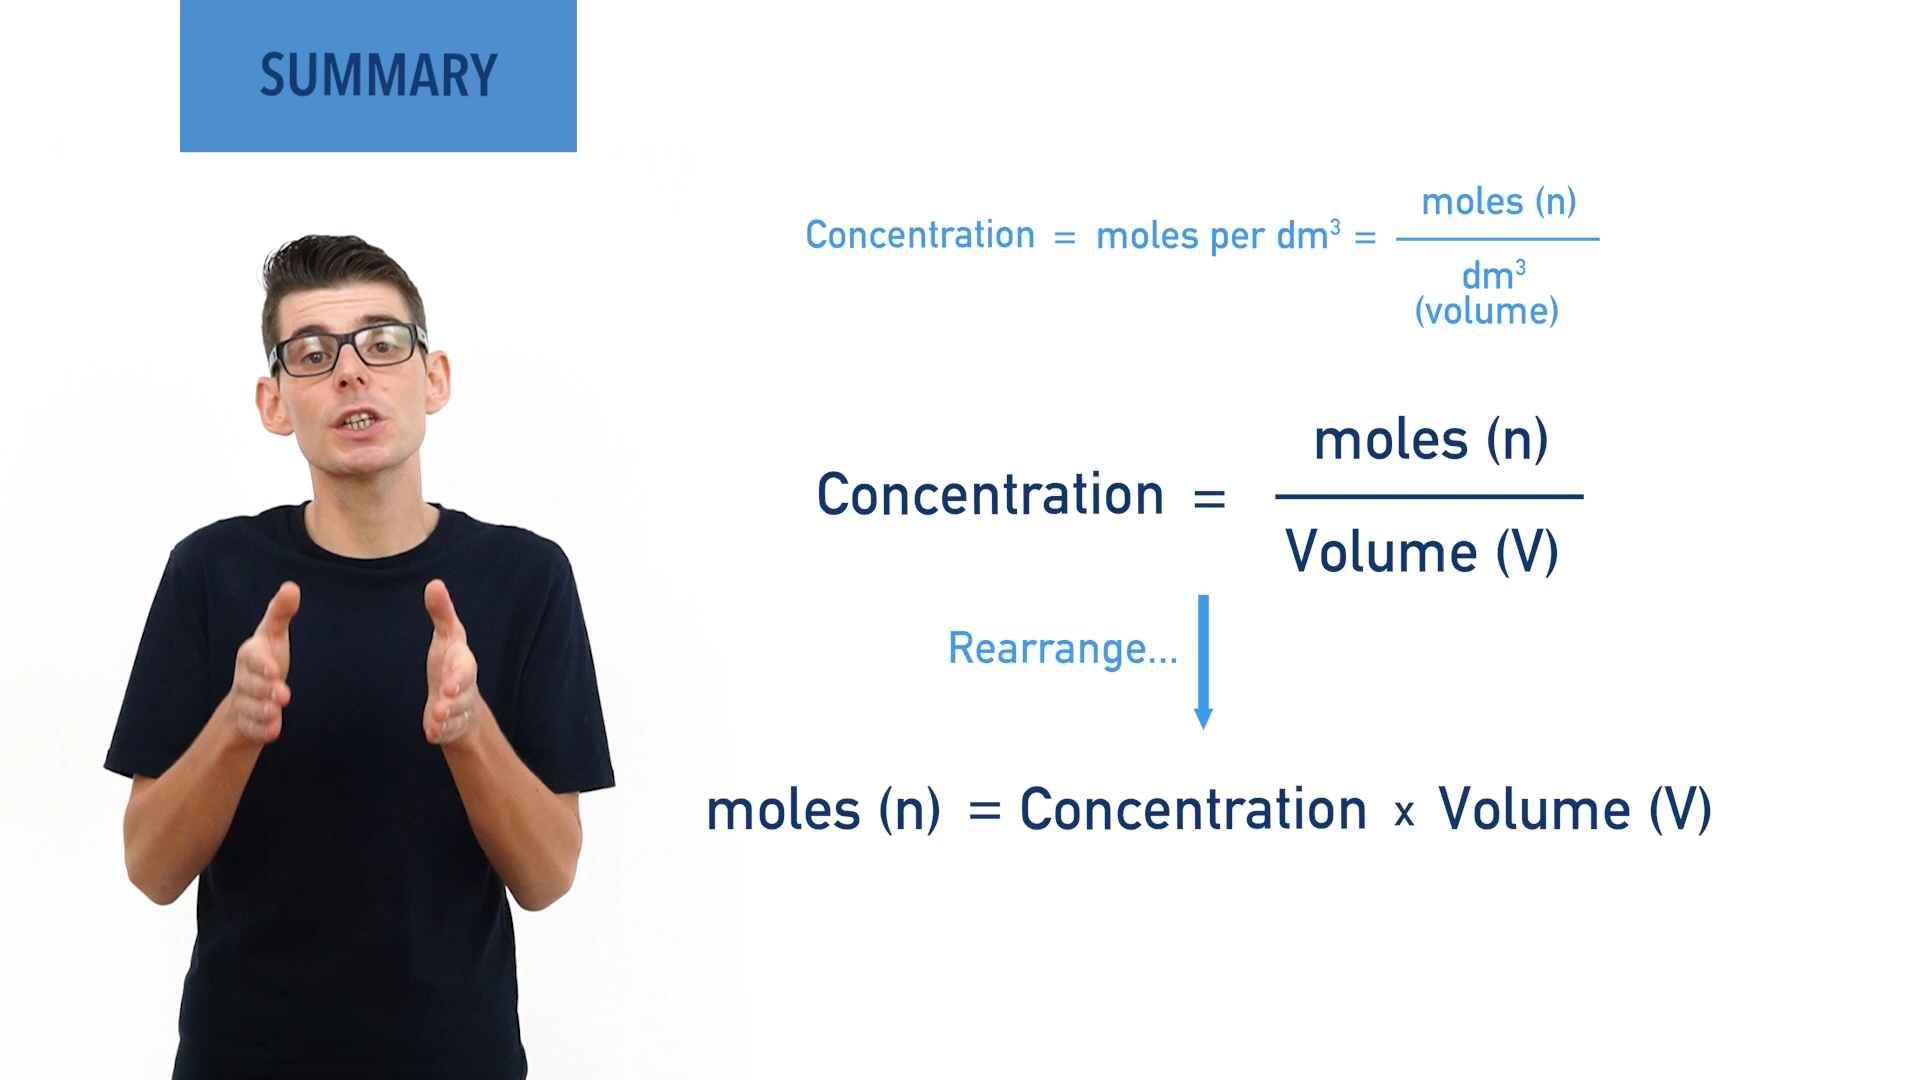 SUMMARY
Concentration = moles per dm³ = moles (n)
dm³
(volume)
Concentration = moles (n)
Volume (V)
Rearrange...
moles (n) = Concentration x Volume (V)